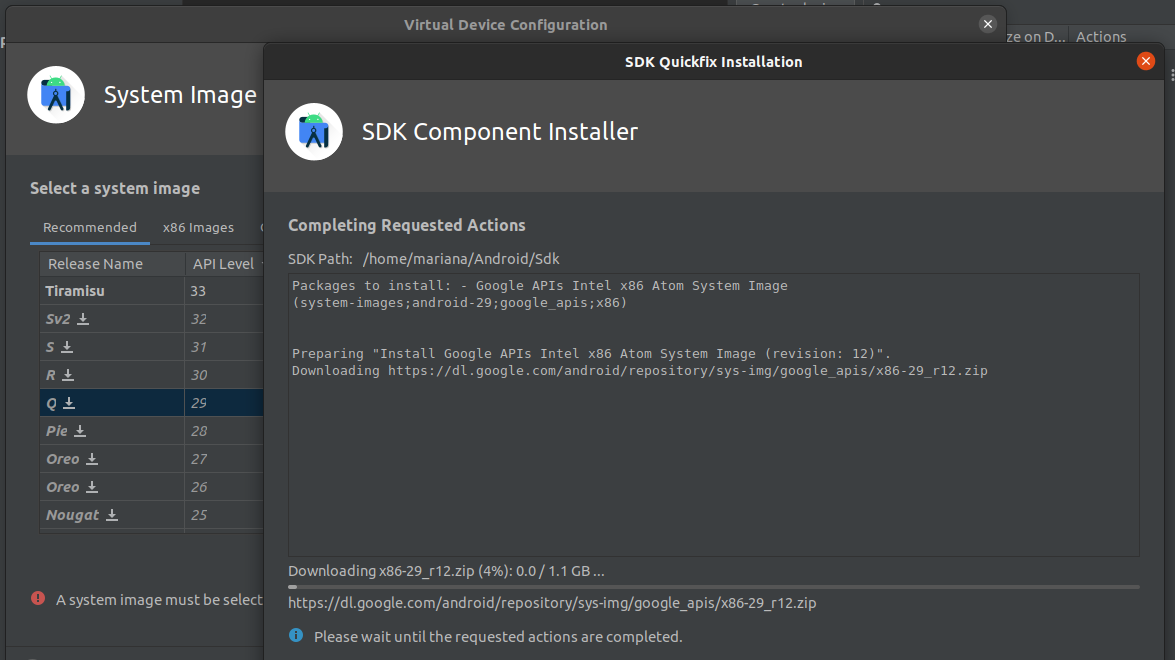 Virtual Device Configuration
ze on D... Actions
SDK Quickfix Installation
System Image
SDK Component Installer
Select a system image
Recommended x86 Images
Release Name API Level
Tiramisu 33
Sv2 32
S 31
R 30
Q 29
Pie 28
Oreo 27
Oreo 26
Nougat 25
A system image must be select
Completing Requested Actions
SDK Path: /home/mariana/Android/Sdk
Packages to install: - Google APIs Intel x86 Atom System Image
(system-images;android-29;google_apis;x86)
Preparing "Install Google APIs Intel x86 Atom System Image (revision: 12)".
Downloading https://dl.google.com/android/repository/sys-img/google_apis/x86-29_r12.zip
Downloading x86-29_r12.zip (4%): 0.0 / 1.1 GB ...
https://dl.google.com/android/repository/sys-img/google_apis/x86-29_r12.zip
Please wait until the requested actions are completed.